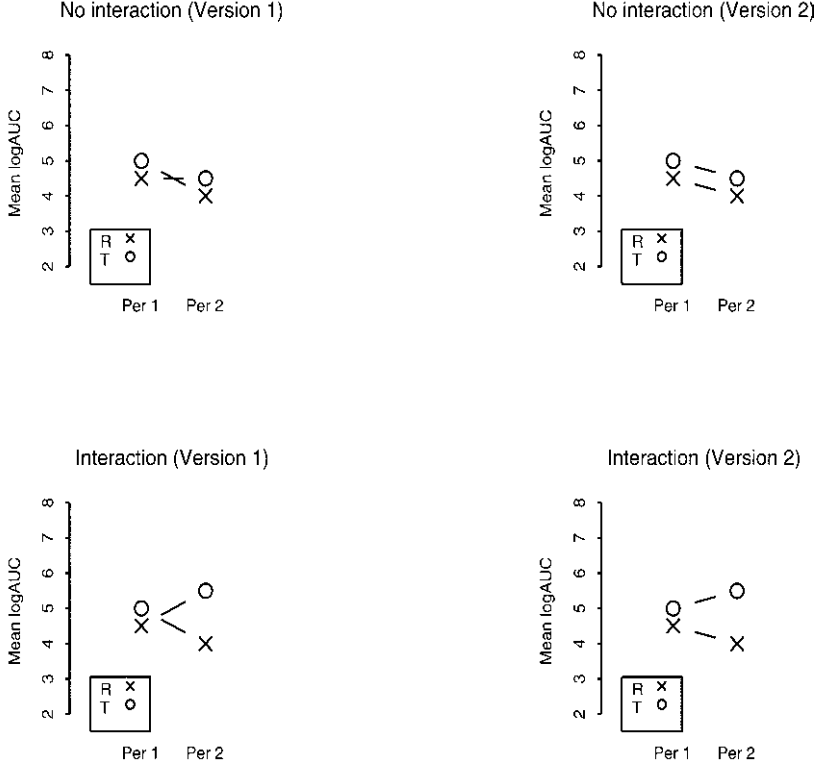 No interaction (Version 1)
8
7
6
5
4
3
2
Mean logAUC
R ×
T o
Per 1 Per 2
No interaction (Version 2)
8
7
6
5
4
3
2
Mean logAUC
R ×
T o
Per 1 Per 2
Interaction (Version 1)
8
7
6
5
4
3
2
Mean logAUC
R ×
T o
Per 1 Per 2
Interaction (Version 2)
8
7
6
5
4
3
2
Mean logAUC
R ×
T o
Per 1 Per 2